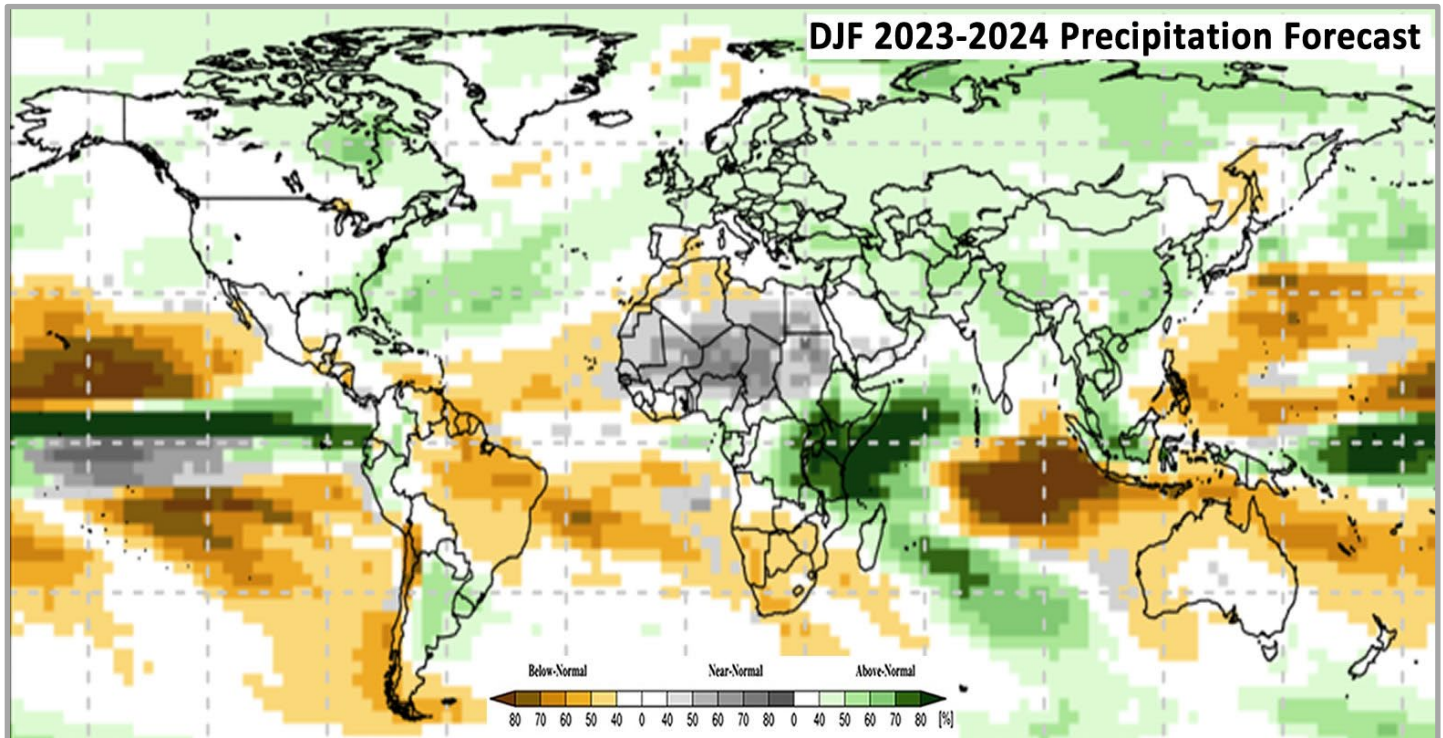 DJF 2023-2024 Precipitation Forecast
Below-Normal Near-Normal Above-Normal
80 70 60 50 40 0 40 50 60 70 80 0 40 50 60 70 80 [%]